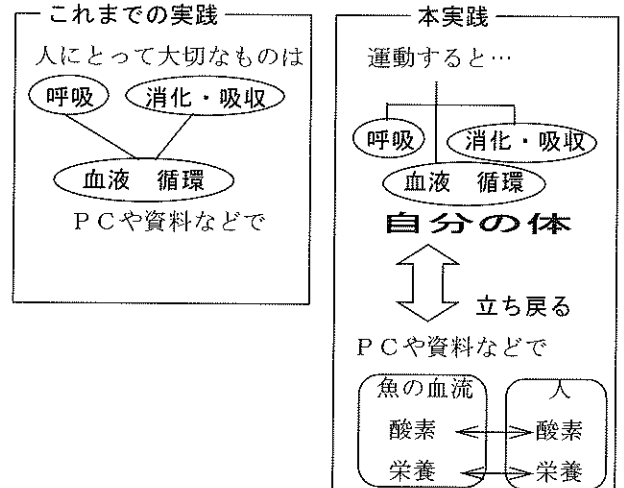 これまでの実践
人にとって大切なものは
呼吸 消化・吸収
血液 循環
ＰＣや資料などで
本実践
運動すると…
呼吸 消化・吸収
血液 循環
自分の体
立ち戻る
ＰＣや資料などで
魚の血流 人
酸素 酸素
栄養 栄養